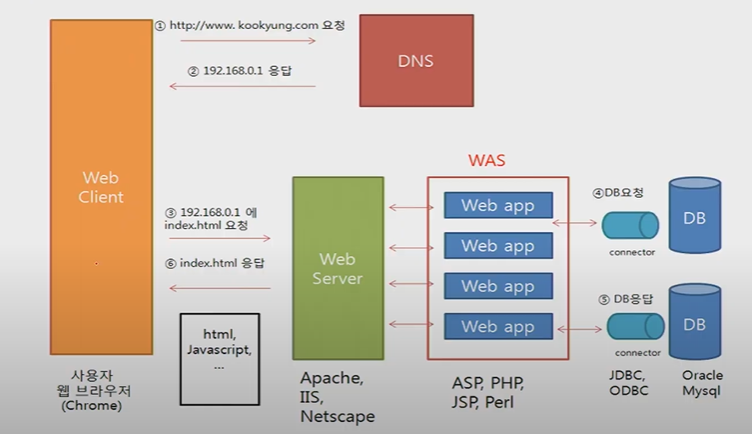 ① http://www. kookyung.com 요청
DNS
② 192.168.0.1 응답
Web
Client
WAS
③ 192.168.0.1 에
index.html 요청
⑥ index.html 응답
Web
Server
Web app
Web app
Web app
Web app
④DB요청
connector
DB
⑤ DB응답
connector
DB
html,
Javascript,
...
사용자
웹 브라우저
(Chrome)
Apache,
IIS,
Netscape
ASP, PHP,
JSP, Perl
JDBC,
ODBC
Oracle
Mysql